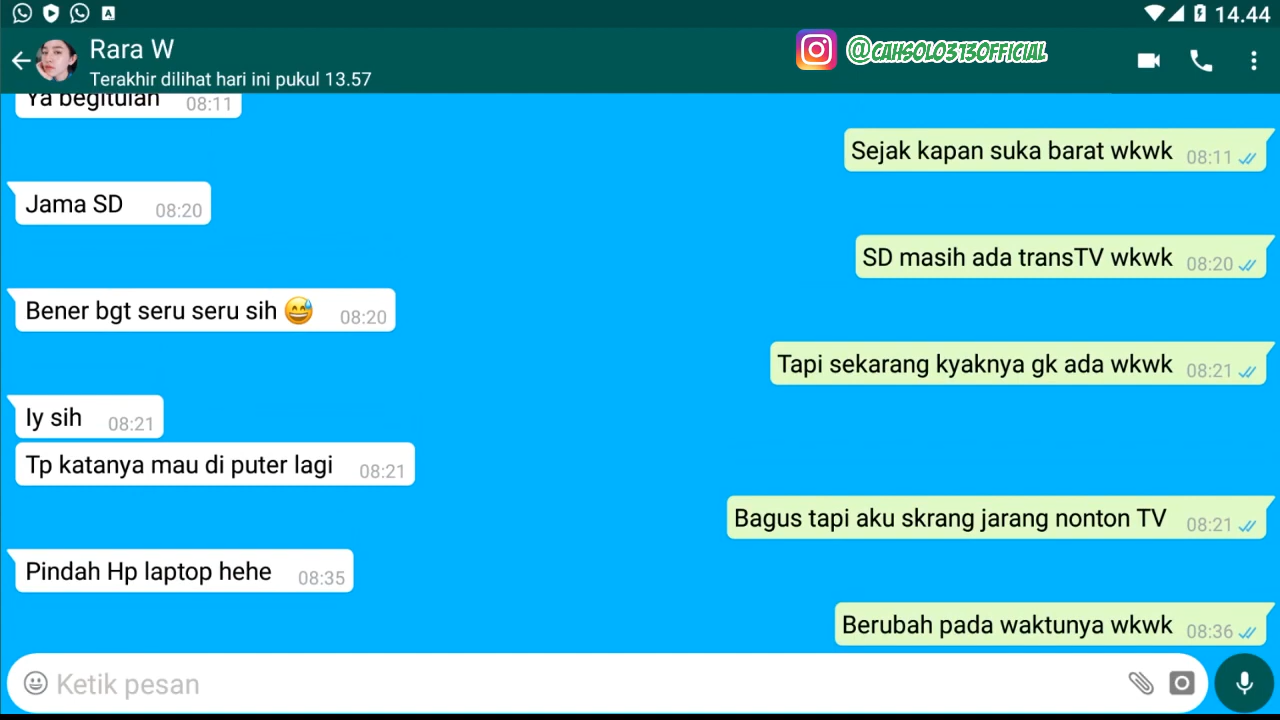 14.44
Rara W
Terakhir dilihat hari ini pukul 13.57
@CAHSOLO313OFFICIAL
Ya begitulah 08:11
Sejak kapan suka barat wkwk 08:11
Jama SD 08:20
SD masih ada transTV wkwk 08:20
Bener bgt seru seru sih 😅 08:20
Tapi sekarang kyaknya gk ada wkwk 08:21
Iy sih 08:21
Tp katanya mau di puter lagi 08:21
Bagus tapi aku skrang jarang nonton TV 08:21
Pindah Hp laptop hehe 08:35
Berubah pada waktunya wkwk 08:36
Ketik pesan